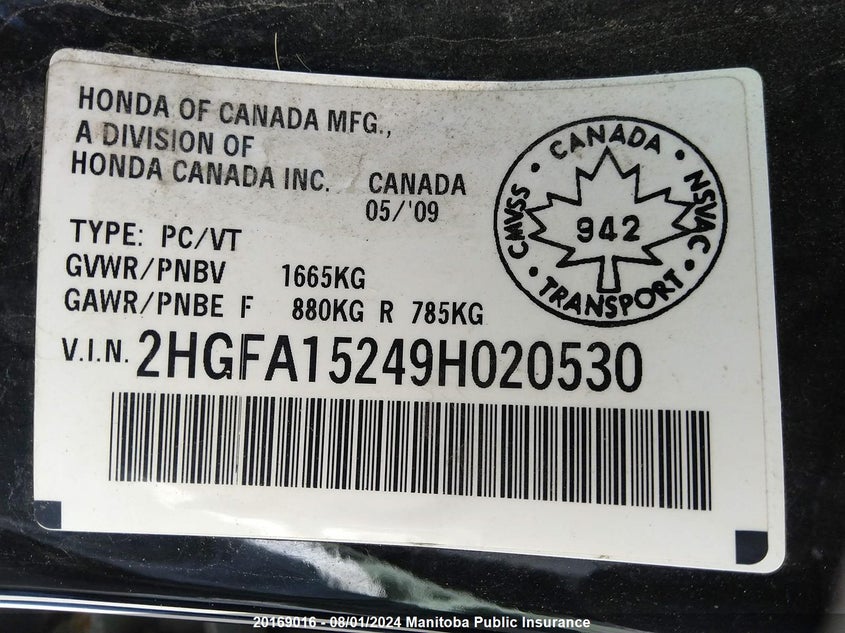 HONDA OF CANADA MFG.,
A DIVISION OF
HONDA CANADA INC. CANADA
05/'09
TYPE: PC/VT
GVWR/PNBV 1665KG
GAWR/PNBE F 880KG R 785KG
V.I.N. 2HGFA15249H020530
• CANADA • NSVAC • TRANSPORT • CMVSS
942
20169016 - 08/01/2024 Manitoba Public Insurance